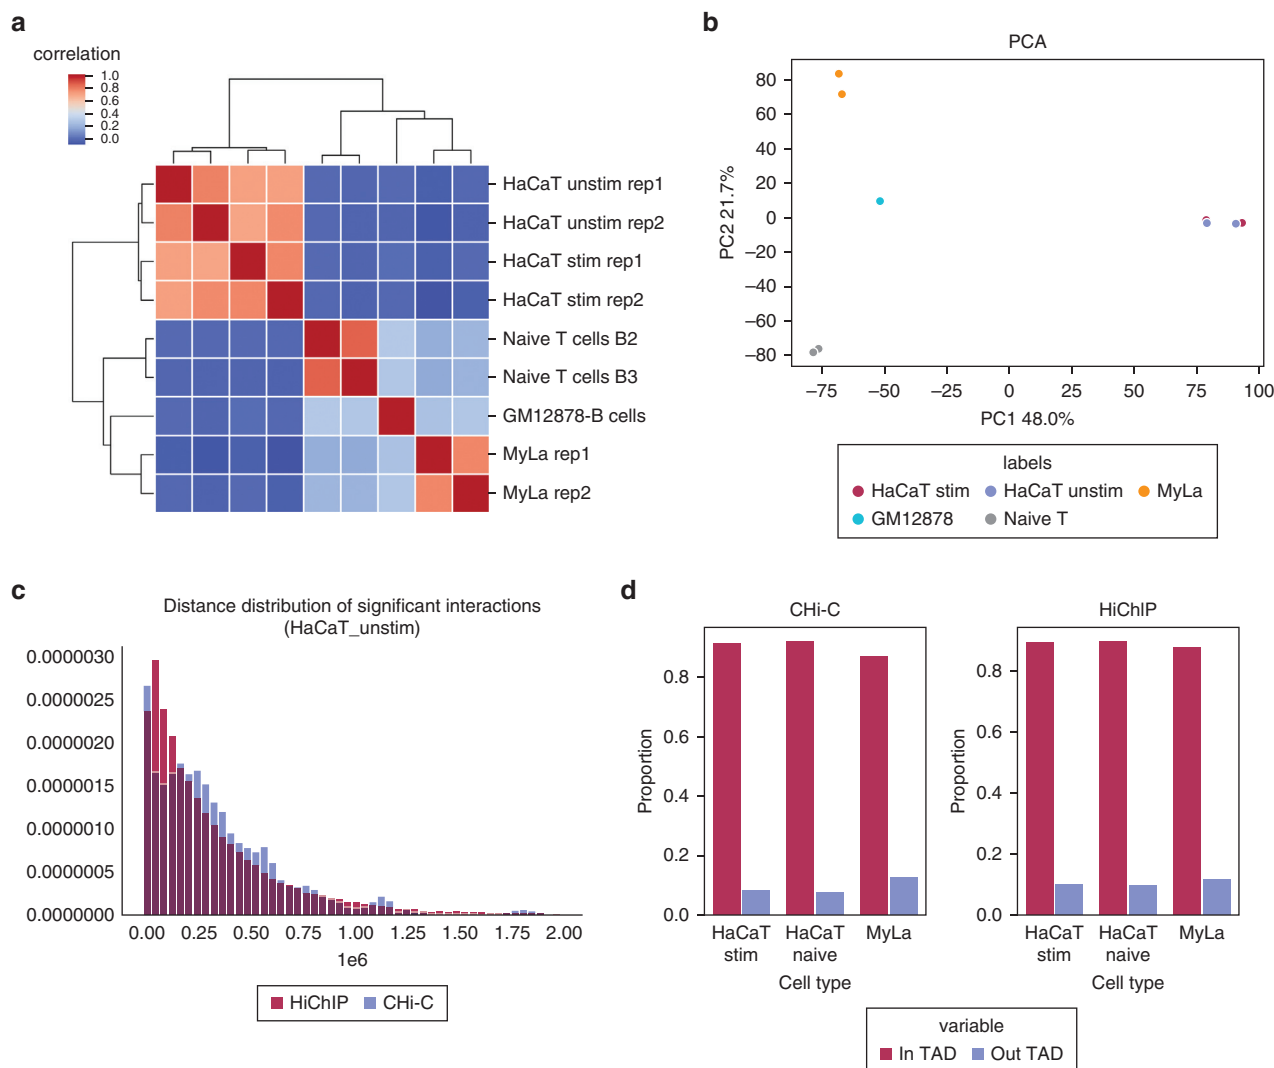 a
correlation
1.0
0.8
0.6
0.4
0.2
0.0
HaCaT unstim rep1
HaCaT unstim rep2
HaCaT stim rep1
HaCaT stim rep2
Naive T cells B2
Naive T cells B3
GM12878-B cells
MyLa rep1
MyLa rep2
b
PCA
PC2 21.7%
80
60
40
20
0
−20
−40
−60
−80
−75 −50 −25 0 25 50 75 100
PC1 48.0%
labels
HaCaT stim HaCaT unstim MyLa
GM12878 Naive T
c
Distance distribution of significant interactions
(HaCaT_unstim)
0.0000030
0.0000025
0.0000020
0.0000015
0.0000010
0.0000005
0.0000000
0.00 0.25 0.50 0.75 1.00 1.25 1.50 1.75 2.00
1e6
HiChIP CHi-C
d
CHi-C
Proportion
0.8
0.6
0.4
0.2
0.0
HaCaT stim
HaCaT naive
MyLa
Cell type
HiChIP
Proportion
0.8
0.6
0.4
0.2
0.0
HaCaT stim
HaCaT naive
MyLa
Cell type
variable
In TAD Out TAD